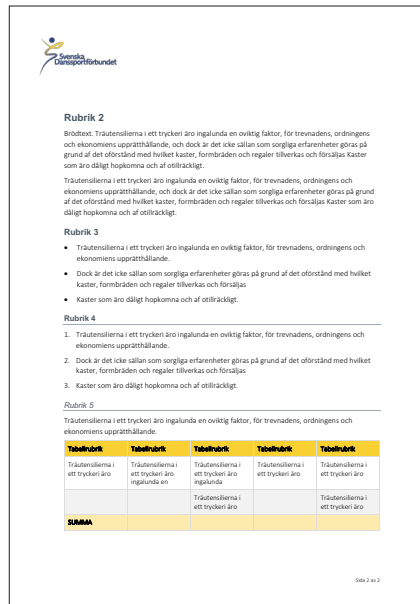 Svenska
Danssportförbundet
Rubrik 2
Brödtext. Träutensilierna i ett tryckeri äro ingalunda en oviktig faktor, för trevnadens, ordningens
och ekonomiens upprätthållande, och dock är det icke sällan som sorgliga erfarenheter göras på
grund af det oförstånd med hvilket kaster, formbräden och regaler tillverkas och försäljas Kaster
som äro dåligt hopkomna och af otillräckligt.
Träutensilierna i ett tryckeri äro ingalunda en oviktig faktor, för trevnadens, ordningens och
ekonomiens upprätthållande, och dock är det icke sällan som sorgliga erfarenheter göras på grund
af det oförstånd med hvilket kaster, formbräden och regaler tillverkas och försäljas Kaster som äro
dåligt hopkomna och af otillräckligt.
Rubrik 3
• Träutensilierna i ett tryckeri äro ingalunda en oviktig faktor, för trevnadens, ordningens och
ekonomiens upprätthållande.
• Dock är det icke sällan som sorgliga erfarenheter göras på grund af det oförstånd med hvilket
kaster, formbräden och regaler tillverkas och försäljas
• Kaster som äro dåligt hopkomna och af otillräckligt.
Rubrik 4
1. Träutensilierna i ett tryckeri äro ingalunda en oviktig faktor, för trevnadens, ordningens och
ekonomiens upprätthållande.
2. Dock är det icke sällan som sorgliga erfarenheter göras på grund af det oförstånd med hvilket
kaster, formbräden och regaler tillverkas och försäljas
3. Kaster som äro dåligt hopkomna och af otillräckligt.
Rubrik 5
Träutensilierna i ett tryckeri äro ingalunda en oviktig faktor, för trevnadens, ordningens och
ekonomiens upprätthållande.
Tabellrubrik Tabellrubrik Tabellrubrik Tabellrubrik Tabellrubrik
Träutensilierna i Träutensilierna i Träutensilierna i Träutensilierna i Träutensilierna i
ett tryckeri äro ett tryckeri äro ett tryckeri äro ett tryckeri äro ett tryckeri äro
ingalunda en ingalunda
Träutensilierna i Träutensilierna i
ett tryckeri äro ett tryckeri äro
SUMMA
Sida 2 av 2